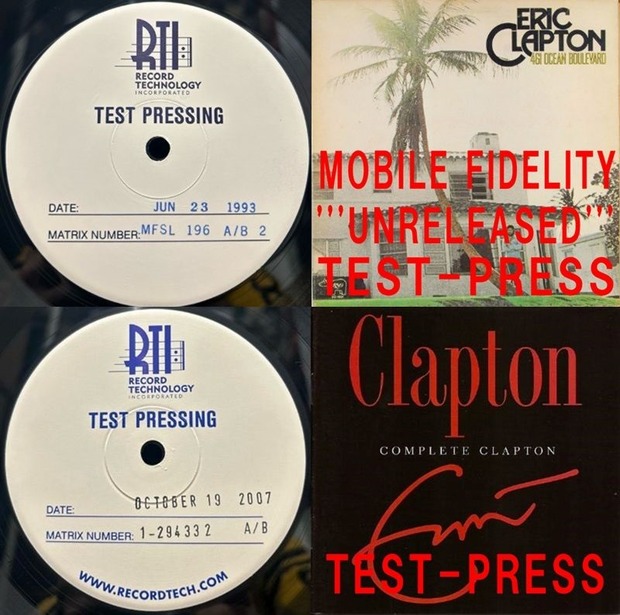 RTI
RECORD
TECHNOLOGY
INCORPORATED
TEST PRESSING
DATE: JUN 23 1993
MATRIX NUMBER: MFSL 196 A/B 2
ERIC
CLAPTON
461 OCEAN BOULEVARD
MOBILE FIDELITY
'''UNRELEASED'''
TEST-PRESS
RTI
RECORD
TECHNOLOGY
INCORPORATED
TEST PRESSING
DATE: OCTOBER 19 2007
MATRIX NUMBER: 1-294332 A/B
WWW.RECORDTECH.COM
Clapton
COMPLETE CLAPTON
TEST-PRESS